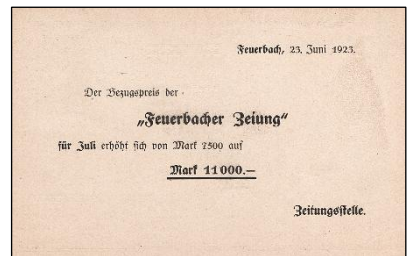 Feuerbach, 23. Juni 1923.
Der Bezugspreis der
„Feuerbacher Zeiung“
für Juli erhöht sich von Mark 7500 auf
Mark 11000.—
Zeitungsstelle.